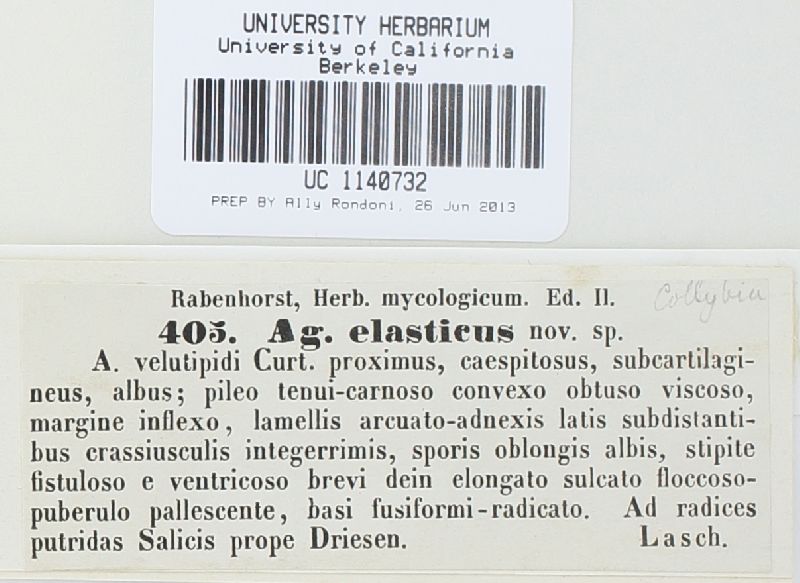 UNIVERSITY HERBARIUM
University of California
Berkeley
UC 1140732
PREP BY Ally Rondoni, 26 Jun 2013
Rabenhorst, Herb. mycologicum. Ed. II.
Collybia
405. Ag. elasticus nov. sp.
A. velutipidi Curt. proximus, caespitosus, subcartilagi-
neus, albus; pileo tenui-carnoso convexo obtuso viscoso,
margine inflexo, lamellis arcuato-adnexis latis subdistanti-
bus crassiusculis integerrimis, sporis oblongis albis, stipite
fistuloso e ventricoso brevi dein elongato sulcato floccoso-
puberulo pallescente, basi fusiformi-radicato. Ad radices
putridas Salicis prope Driesen. Lasch.